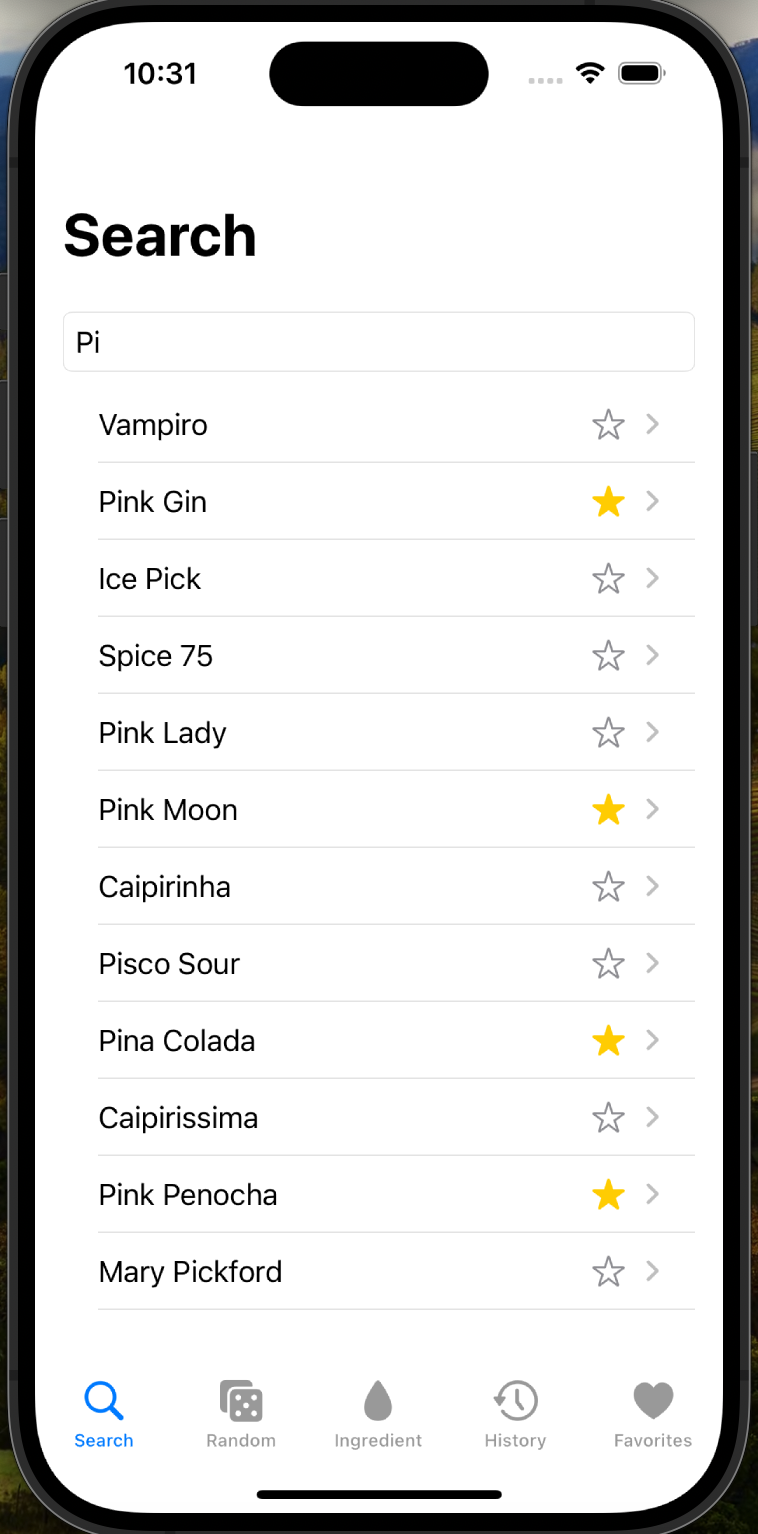 10:31
Search
Pi
Vampiro
Pink Gin
Ice Pick
Spice 75
Pink Lady
Pink Moon
Caipirinha
Pisco Sour
Pina Colada
Caipirissima
Pink Penocha
Mary Pickford
Search Random Ingredient History Favorites